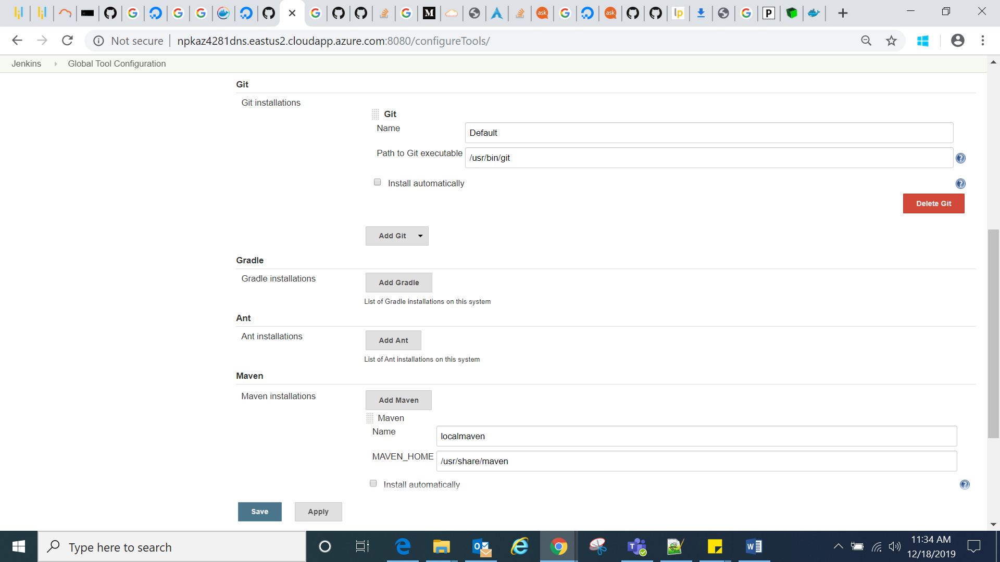 Not secure
npkaz4281dns.eastus2.cloudapp.azure.com:8080/configureTools/
Jenkins
Global Tool Configuration
Git
Git installations
Git
Name
Default
Path to Git executable
/usr/bin/git
Install automatically
Delete Git
Add Git
Gradle
Gradle installations
Add Gradle
List of Gradle installations on this system
Ant
Ant installations
Add Ant
List of Ant installations on this system
Maven
Maven installations
Add Maven
Maven
Name
localmaven
MAVEN_HOME
/usr/share/maven
Install automatically
Save
Apply
Type here to search
11:34 AM
12/18/2019